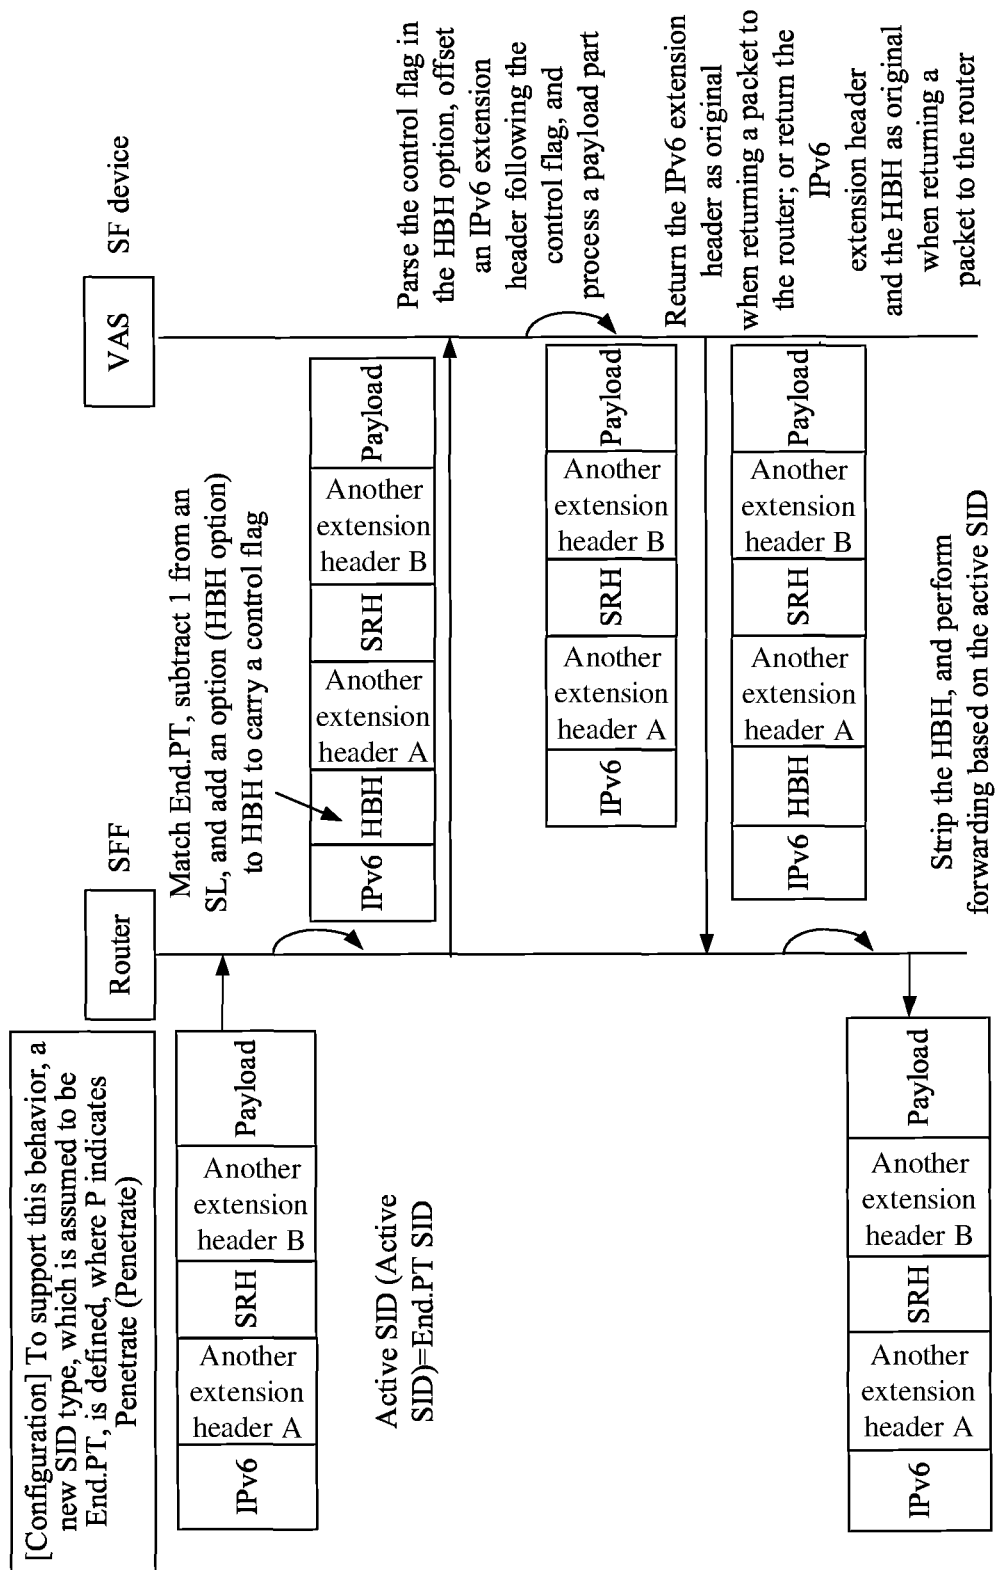 [Configuration] To support this behavior, a
new SID type, which is assumed to be
End.PT, is defined, where P indicates
Penetrate (Penetrate)
Router
SFF
VAS
SF device
IPv6
Another
extension
header A
SRH
Another
extension
header B
Payload
Active SID (Active
SID)=End.PT SID
Match End.PT, subtract 1 from an
SL, and add an option (HBH option)
to HBH to carry a control flag
IPv6
HBH
Another
extension
header A
SRH
Another
extension
header B
Payload
Parse the control flag in
the HBH option, offset
an IPv6 extension
header following the
control flag, and
process a payload part
IPv6
Another
extension
header A
SRH
Another
extension
header B
Payload
Return the IPv6 extension
header as original
when returning a packet to
the router; or return the
IPv6
extension header
and the HBH as original
when returning a
packet to the router
IPv6
HBH
Another
extension
header A
SRH
Another
extension
header B
Payload
Strip the HBH, and perform
forwarding based on the active SID
IPv6
Another
extension
header A
SRH
Another
extension
header B
Payload